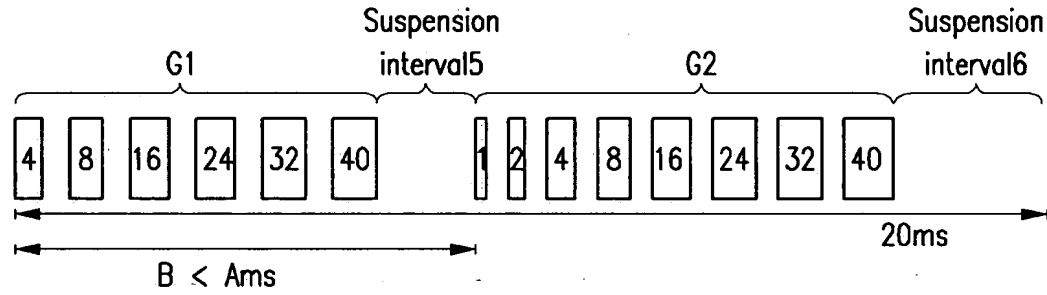 Suspension
interval5
Suspension
interval6
G1
G2
4 8 16 24 32 40 1 2 4 8 16 24 32 40
20ms
B < Ams